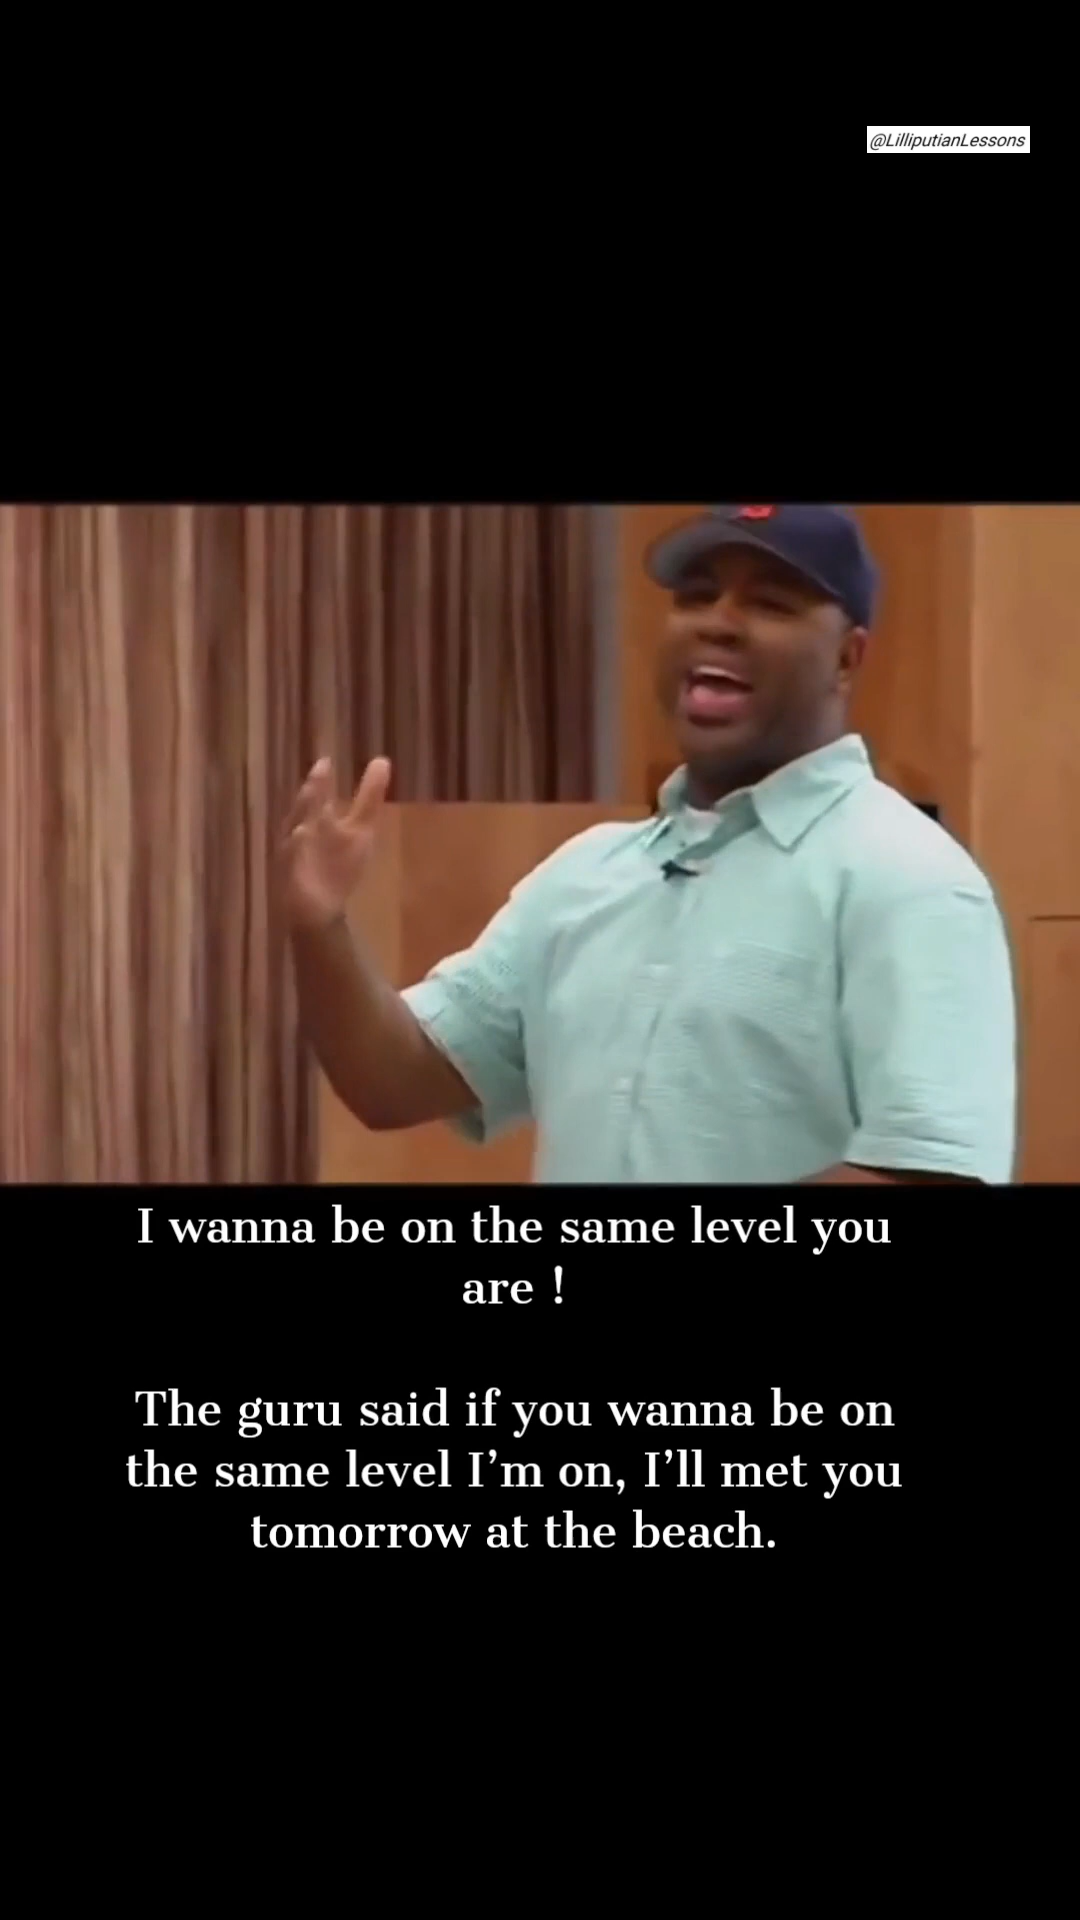 @LilliputianLessons
I wanna be on the same level you
are !
The guru said if you wanna be on
the same level I’m on, I’ll met you
tomorrow at the beach.